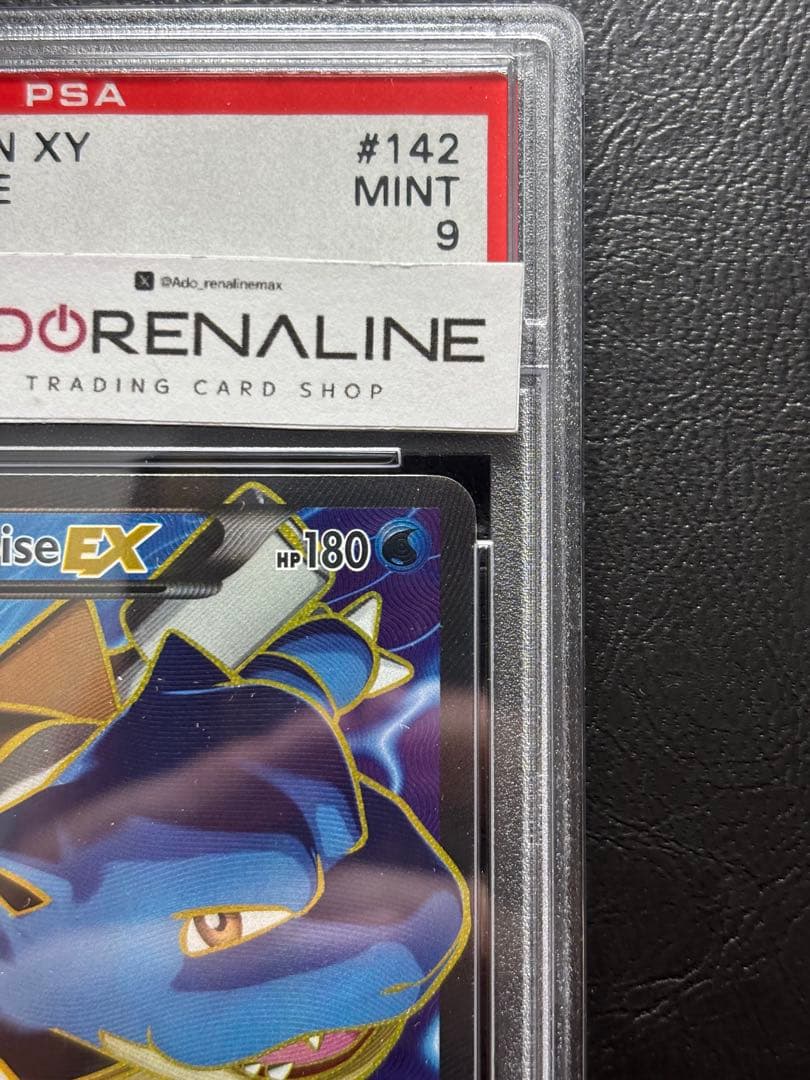 PSA
N XY #142
E MINT
9
@Ado_renalinemax
DORENALINE
TRADING CARD SHOP
iseEX HP180